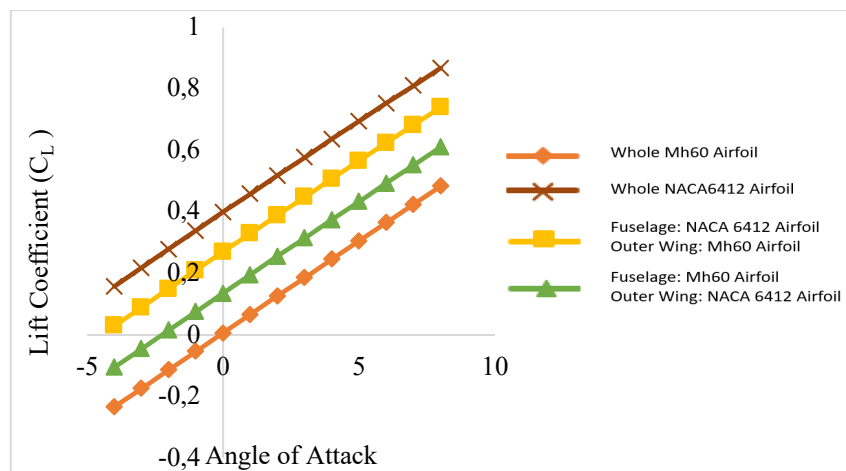 1
0,8
0,6
0,4
0,2
0
-0,2
-0,4
-5
0
5
10
Lift Coefficient (C_L )
Angle of Attack
Whole Mh60 Airfoil
Whole NACA6412 Airfoil
Fuselage: NACA 6412 Airfoil
Outer Wing: Mh60 Airfoil
Fuselage: Mh60 Airfoil
Outer Wing: NACA 6412 Airfoil